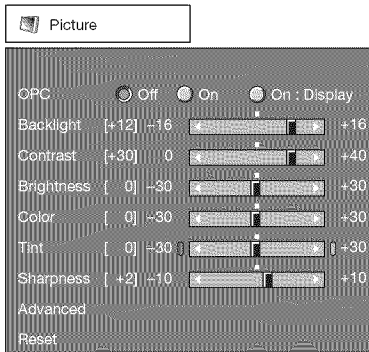 Picture
OPC Off On On : Display
Backlight [+12] –16 +16
Contrast [+30] 0 +40
Brightness [ 0] –30 +30
Color [ 0] –30 +30
Tint [ 0] –30 +30
Sharpness [ +2] –10 +10
Advanced
Reset